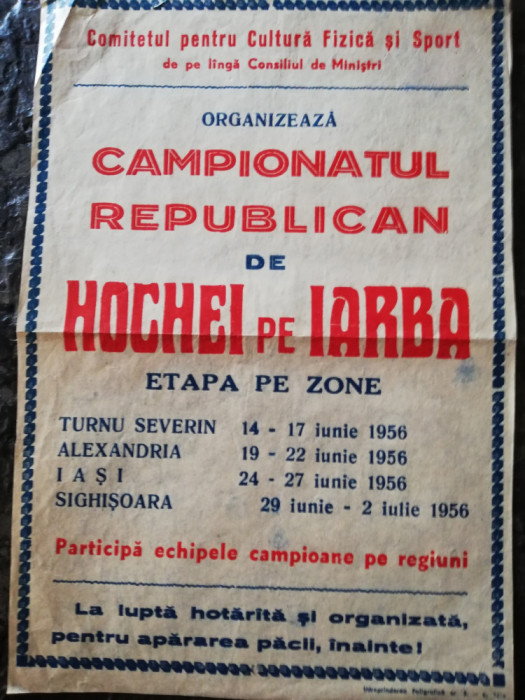 Comitetul pentru Cultură Fizică și Sport
de pe lîngă Consiliul de Miniștri
ORGANIZEAZĂ
CAMPIONATUL
REPUBLICAN
DE
HOCHEI PE IARBA
ETAPA PE ZONE
TURNU SEVERIN 14 - 17 iunie 1956
ALEXANDRIA 19 - 22 iunie 1956
IAȘI 24 - 27 iunie 1956
SIGHIȘOARA 29 iunie - 2 iulie 1956
Participă echipele campioane pe regiuni
La luptă hotărîtă și organizată,
pentru apărarea păcii, înainte!
Intreprinderea Poligrafică nr.